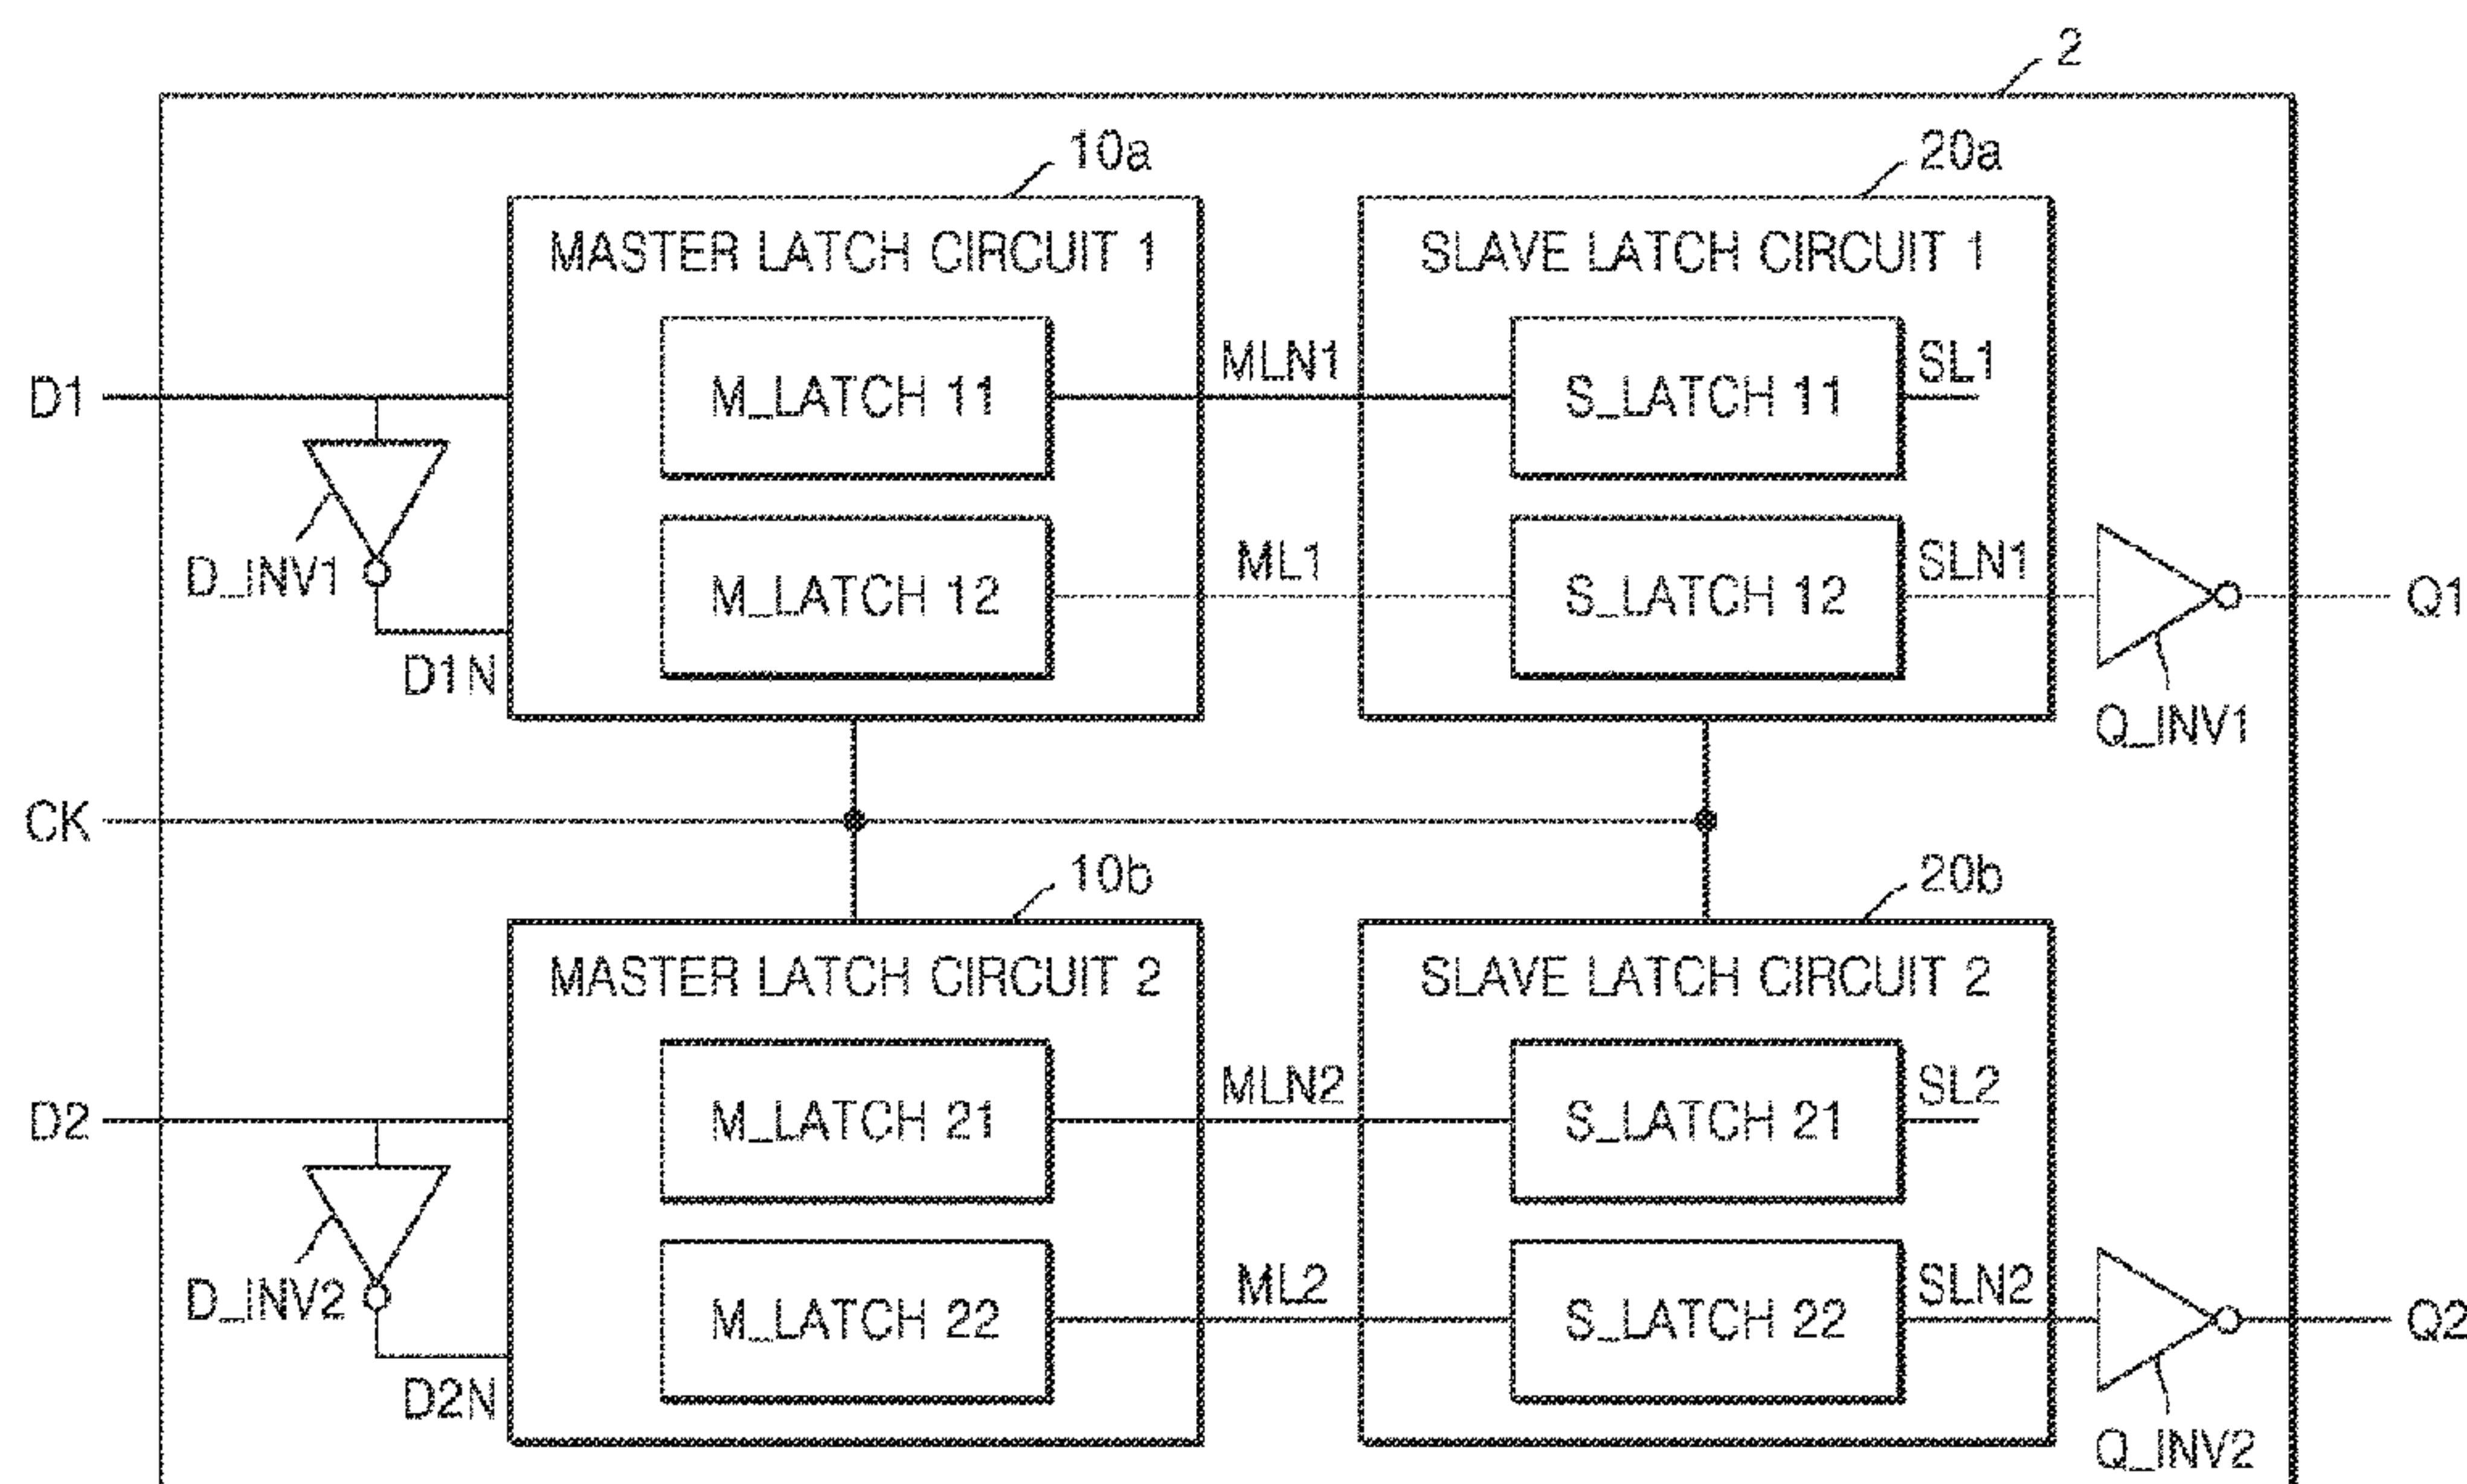 2
10a
20a
MASTER LATCH CIRCUIT 1
SLAVE LATCH CIRCUIT 1
D1
M_LATCH 11
MLN1
S_LATCH 11
SL1
D_INV1
M_LATCH 12
ML1
S_LATCH 12
SLN1
Q1
D1N
Q_INV1
CK
10b
20b
MASTER LATCH CIRCUIT 2
SLAVE LATCH CIRCUIT 2
D2
M_LATCH 21
MLN2
S_LATCH 21
SL2
D_INV2
M_LATCH 22
ML2
S_LATCH 22
SLN2
Q2
D2N
Q_INV2